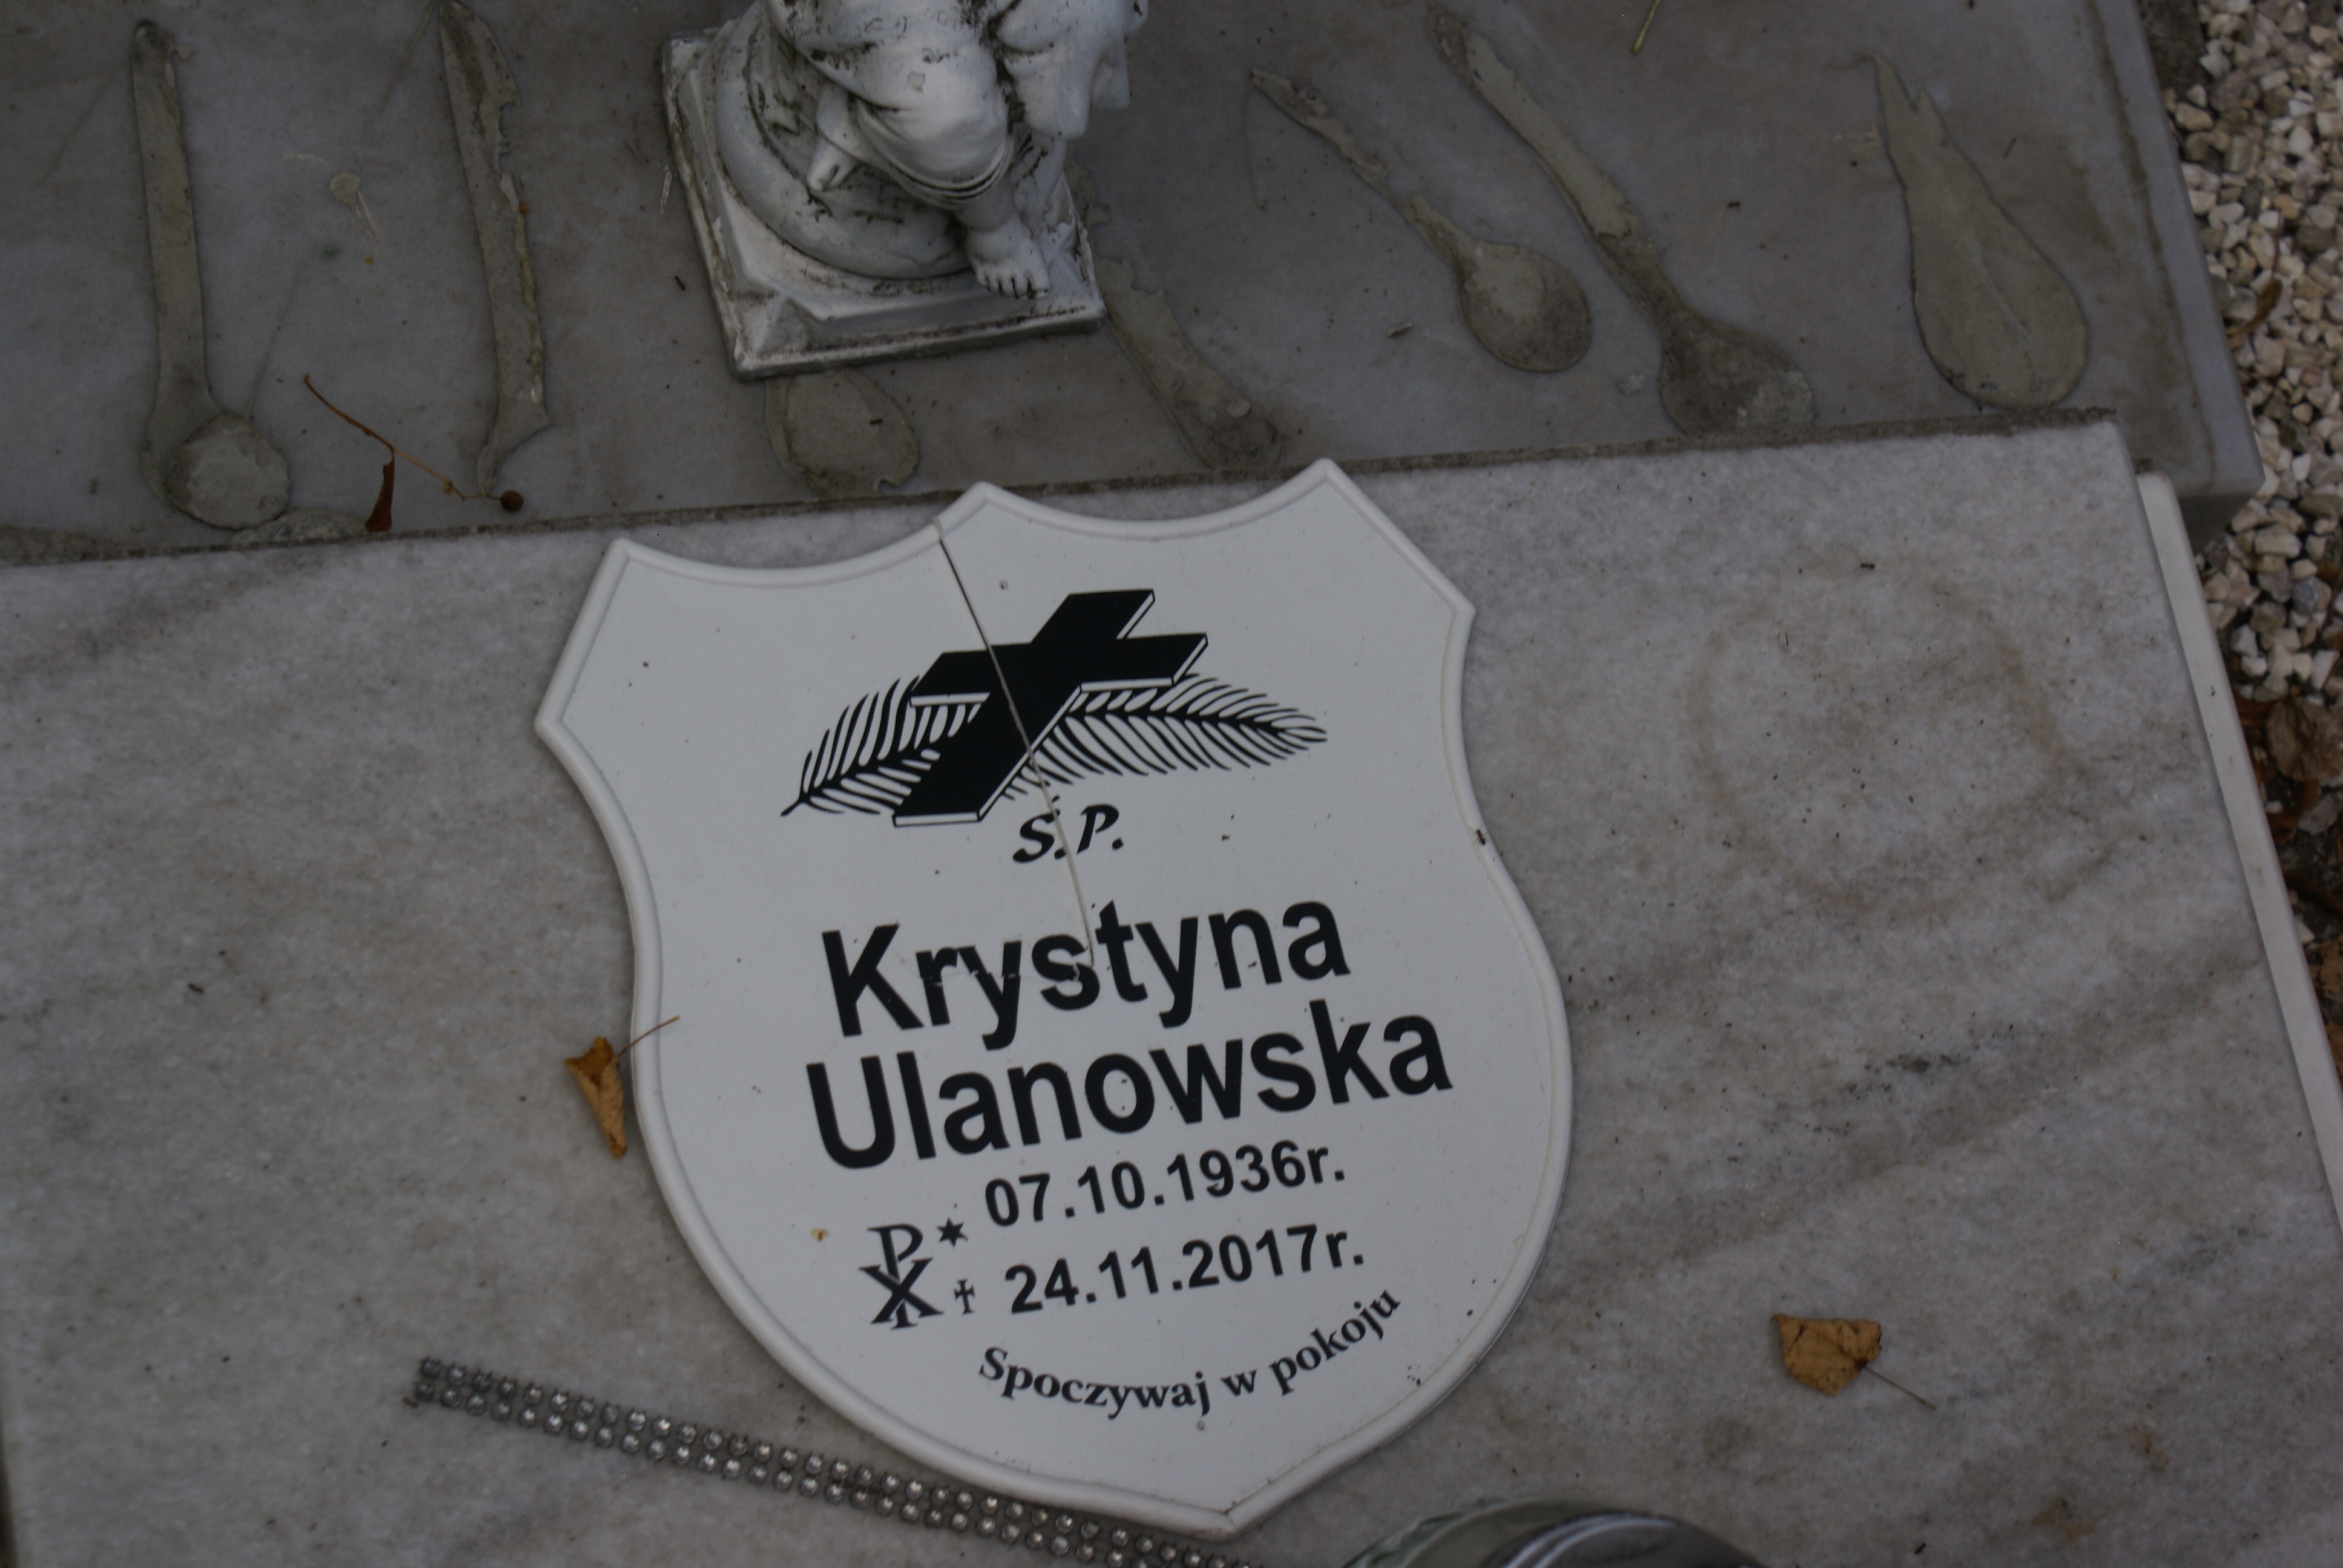 Ś.P.
Krystyna
Ulanowska
* 07.10.1936r.
☧ † 24.11.2017r.
Spoczywaj w pokoju